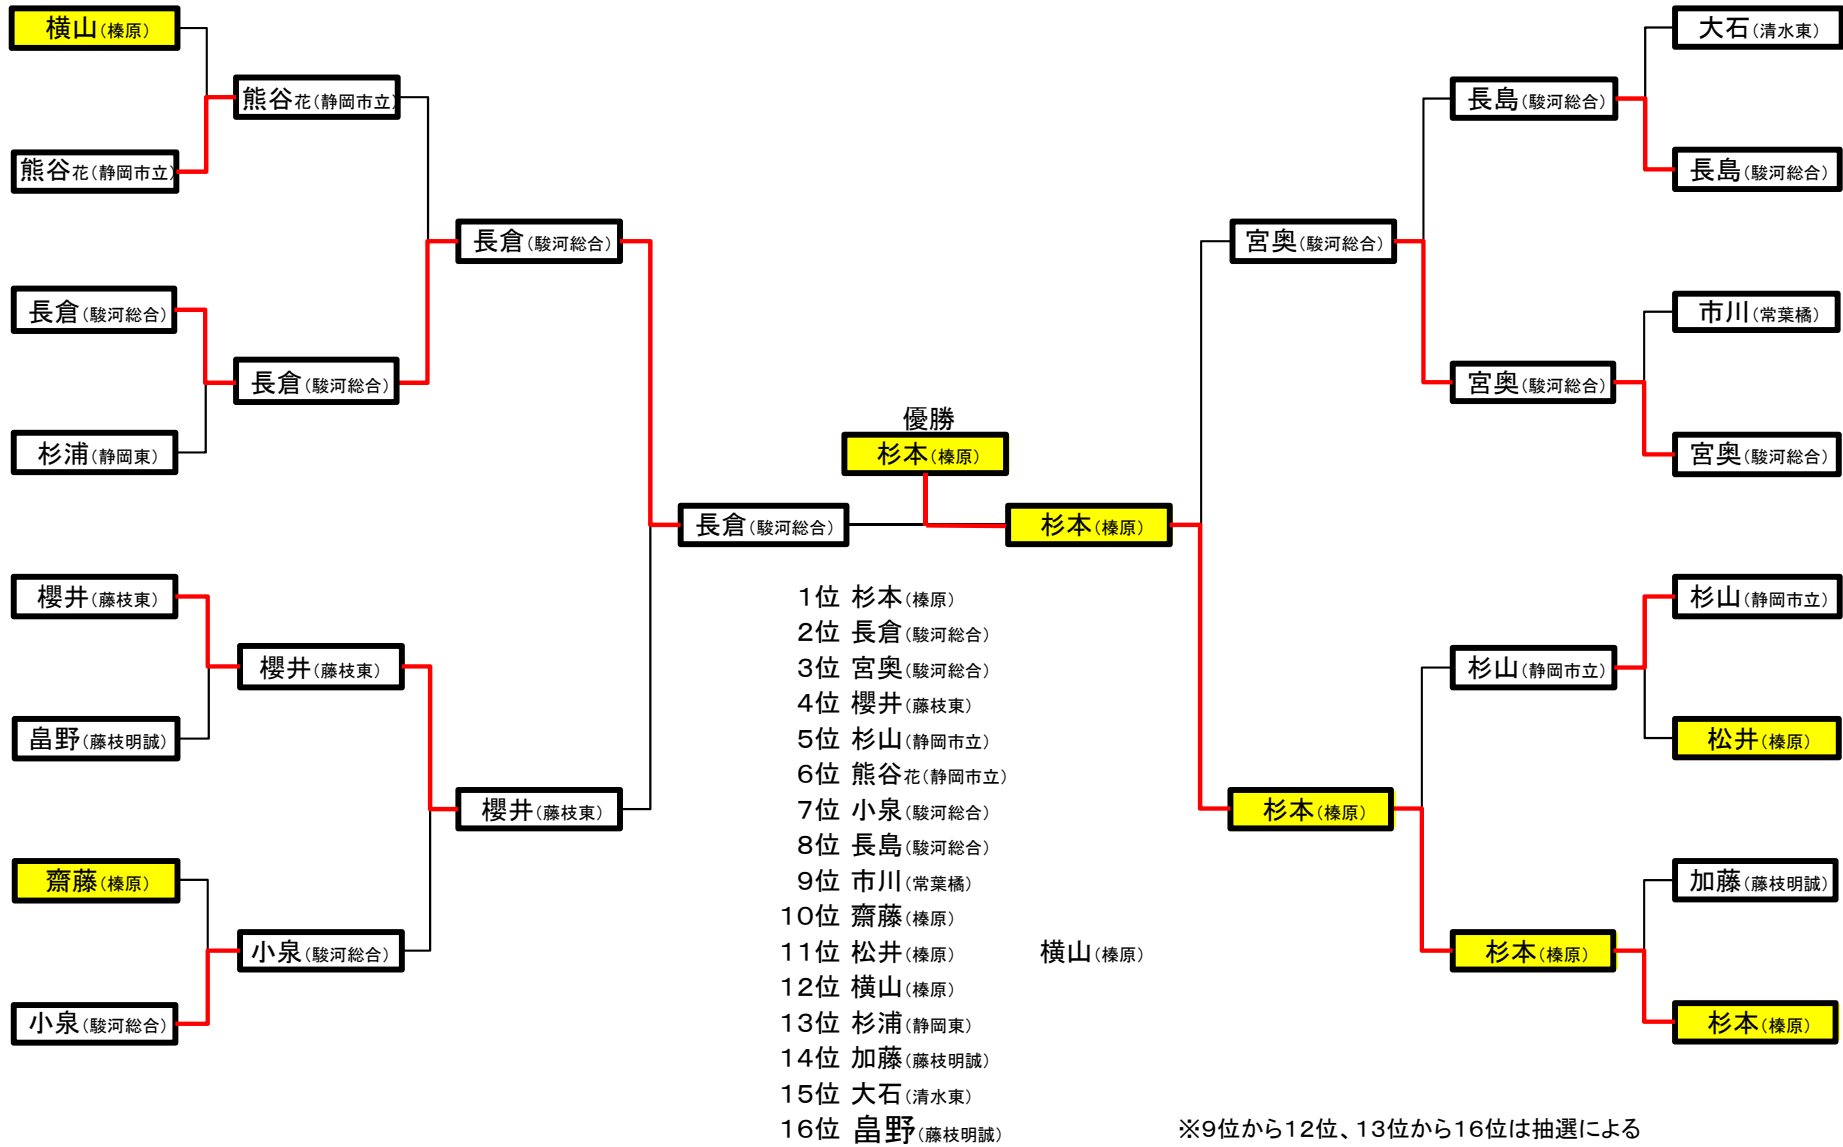 横山(榛原)
熊谷花(静岡市立)
熊谷花(静岡市立)
長倉(駿河総合)
長倉(駿河総合)
長倉(駿河総合)
杉浦(静岡東)
櫻井(藤枝東)
櫻井(藤枝東)
畠野(藤枝明誠)
櫻井(藤枝東)
齋藤(榛原)
小泉(駿河総合)
小泉(駿河総合)
優勝
杉本(榛原)
長倉(駿河総合)
杉本(榛原)
大石(清水東)
長島(駿河総合)
長島(駿河総合)
宮奥(駿河総合)
市川(常葉橘)
宮奥(駿河総合)
宮奥(駿河総合)
杉山(静岡市立)
杉山(静岡市立)
松井(榛原)
杉本(榛原)
加藤(藤枝明誠)
杉本(榛原)
杉本(榛原)
1位 杉本(榛原)
2位 長倉(駿河総合)
3位 宮奥(駿河総合)
4位 櫻井(藤枝東)
5位 杉山(静岡市立)
6位 熊谷花(静岡市立)
7位 小泉(駿河総合)
8位 長島(駿河総合)
9位 市川(常葉橘)
10位 齋藤(榛原)
11位 松井(榛原) 横山(榛原)
12位 横山(榛原)
13位 杉浦(静岡東)
14位 加藤(藤枝明誠)
15位 大石(清水東)
16位 畠野(藤枝明誠)
※9位から12位、13位から16位は抽選による